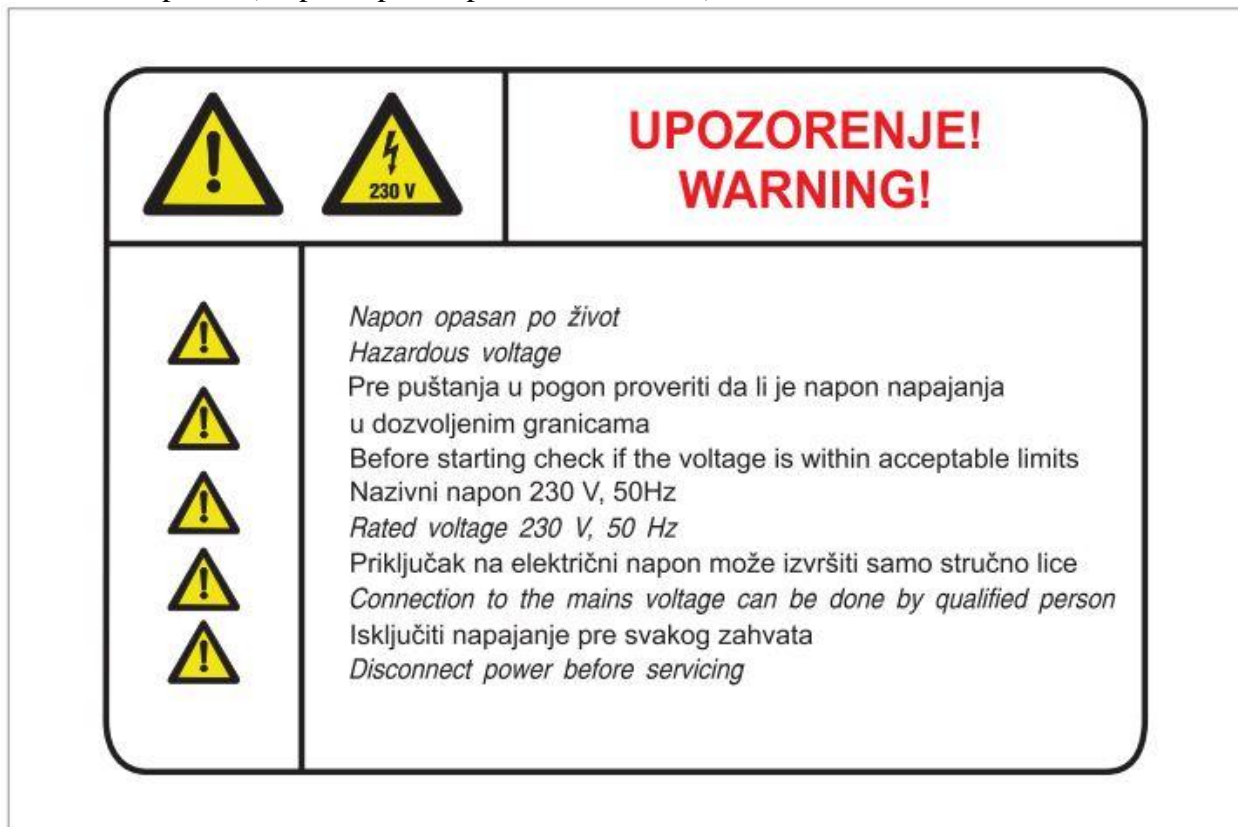 230 V
UPOZORENJE!
WARNING!
Napon opasan po život
Hazardous voltage
Pre puštanja u pogon proveriti da li je napon napajanja
u dozvoljenim granicama
Before starting check if the voltage is within acceptable limits
Nazivni napon 230 V, 50Hz
Rated voltage 230 V, 50 Hz
Priključak na električni napon može izvršiti samo stručno lice
Connection to the mains voltage can be done by qualified person
Isključiti napajanje pre svakog zahvata
Disconnect power before servicing